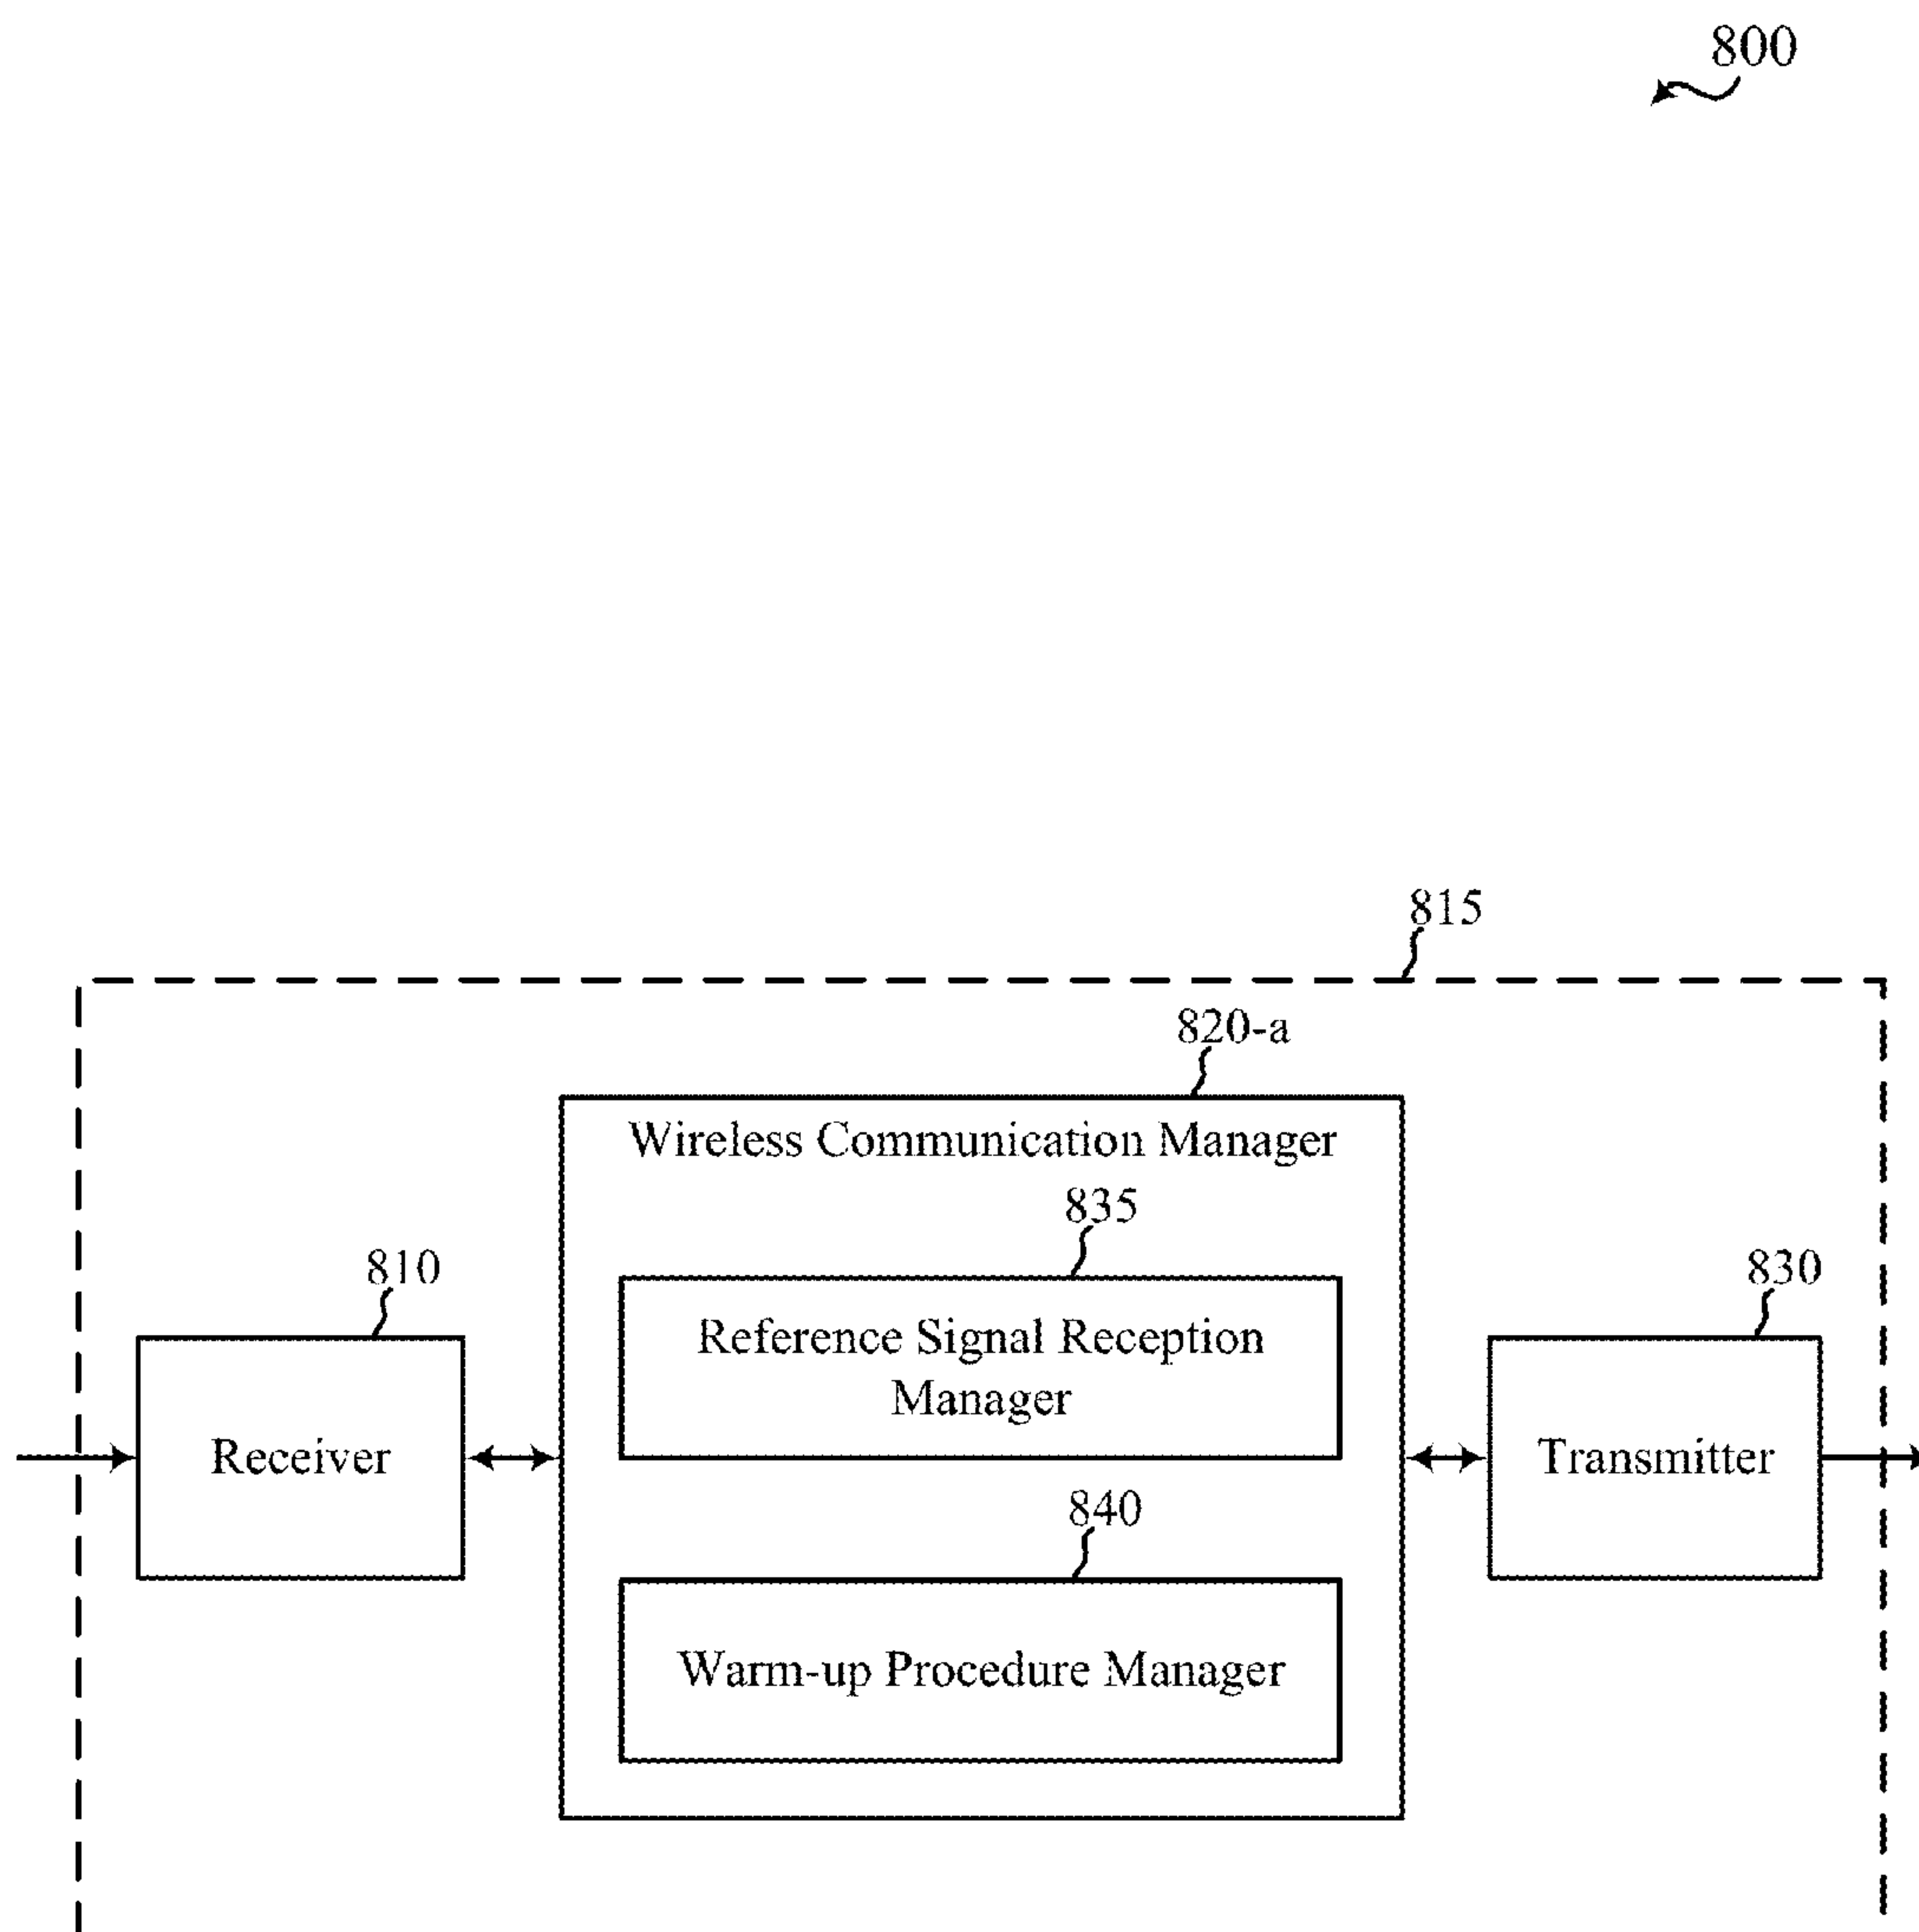 800
815
820-a
Wireless Communication Manager
835
810
830
Reference Signal Reception
Manager
Receiver
Transmitter
840
Warm-up Procedure Manager